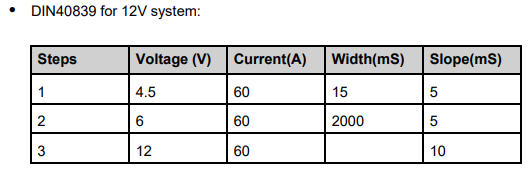 • DIN40839 for 12V system:
Steps Voltage (V) Current(A) Width(mS) Slope(mS)
1 4.5 60 15 5
2 6 60 2000 5
3 12 60 10